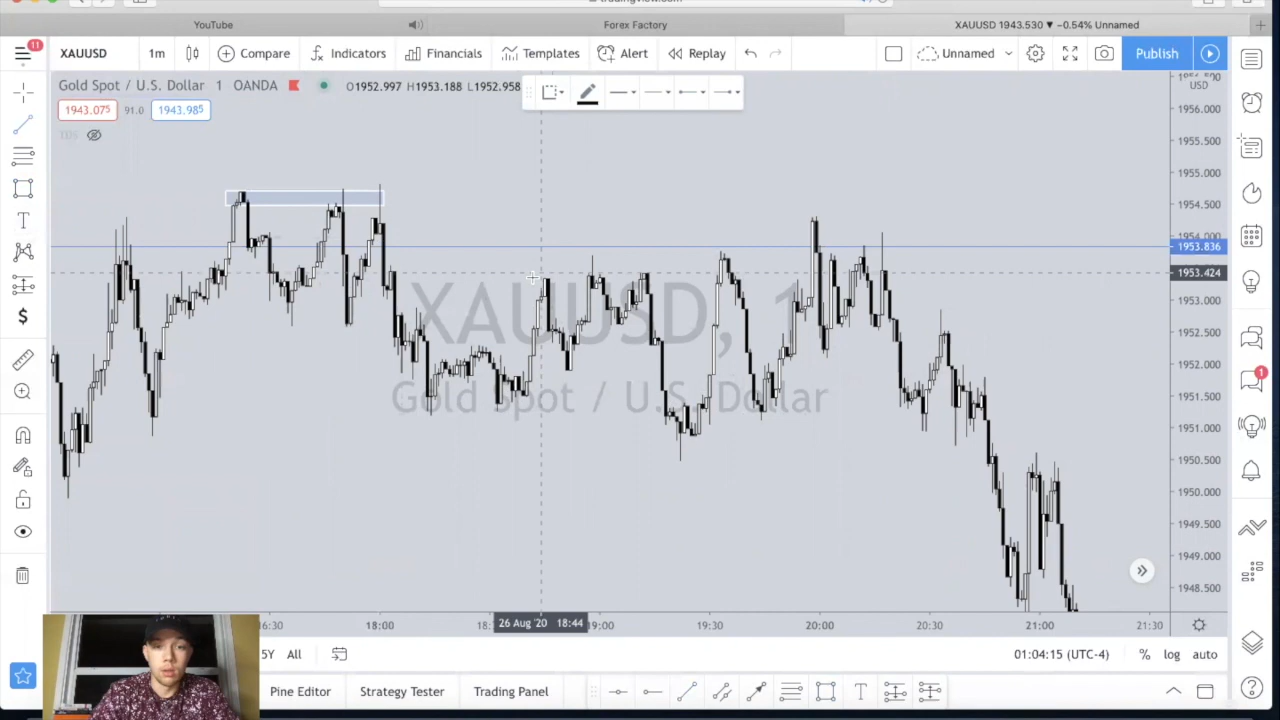 YouTube
Forex Factory
XAUUSD 1943.530 ▼ −0.54% Unnamed
11
XAUUSD
1m
Compare
Indicators
Financials
Templates
Alert
Replay
Unnamed
Publish
Gold Spot / U.S. Dollar 1 OANDA
O1952.997 H1953.188 L1952.958
1943.075
91.0
1943.985
USD
1956.000
1955.000
1954.500
1954.000
1953.836
1953.424
1953.000
1952.500
1952.000
1951.500
1951.000
1950.500
1950.000
1949.500
1949.000
1948.500
XAUUSD, 1
Gold Spot / U.S. Dollar
T
$
1
18:00
26 Aug '20 18:44
19:00
19:30
20:00
20:30
21:00
21:30
5Y
All
01:04:15 (UTC-4)
%
log
auto
Pine Editor
Strategy Tester
Trading Panel
T